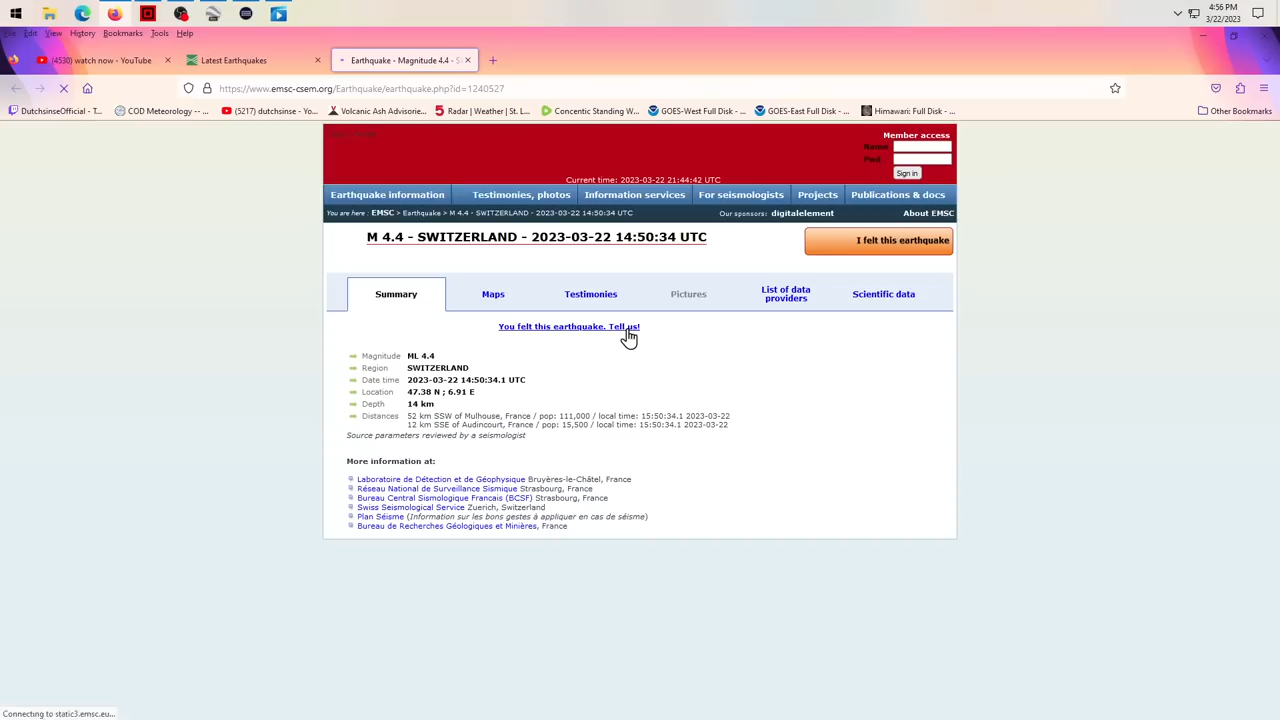 4:56 PM
3/22/2023
File Edit View History Bookmarks Tools Help
(4530) watch now - YouTube
Latest Earthquakes
Earthquake - Magnitude 4.4 - S
https://www.emsc-csem.org/Earthquake/earthquake.php?id=1240527
DutchsinseOfficial - T... COD Meteorology -- ... (5217) dutchsinse - Yo... Volcanic Ash Advisorie... Radar | Weather | St. L... Concentic Standing W... GOES-West Full Disk - ... GOES-East Full Disk - ... Himawari: Full Disk - ... Other Bookmarks
Member access
Name
Pwd
Sign in
Current time: 2023-03-22 21:44:42 UTC
Earthquake information Testimonies, photos Information services For seismologists Projects Publications & docs
You are here : EMSC > Earthquake > M 4.4 - SWITZERLAND - 2023-03-22 14:50:34 UTC Our sponsors: digitalelement About EMSC
M 4.4 - SWITZERLAND - 2023-03-22 14:50:34 UTC
I felt this earthquake
Summary Maps Testimonies Pictures List of data providers Scientific data
You felt this earthquake. Tell us!
Magnitude ML 4.4
Region SWITZERLAND
Date time 2023-03-22 14:50:34.1 UTC
Location 47.38 N ; 6.91 E
Depth 14 km
Distances 52 km SSW of Mulhouse, France / pop: 111,000 / local time: 15:50:34.1 2023-03-22
12 km SSE of Audincourt, France / pop: 15,500 / local time: 15:50:34.1 2023-03-22
Source parameters reviewed by a seismologist
More information at:
Laboratoire de Détection et de Géophysique Bruyères-le-Châtel, France
Réseau National de Surveillance Sismique Strasbourg, France
Bureau Central Sismologique Francais (BCSF) Strasbourg, France
Swiss Seismological Service Zuerich, Switzerland
Plan Séisme (Information sur les bons gestes à appliquer en cas de séisme)
Bureau de Recherches Géologiques et Minières, France
Connecting to static3.emsc.eu...